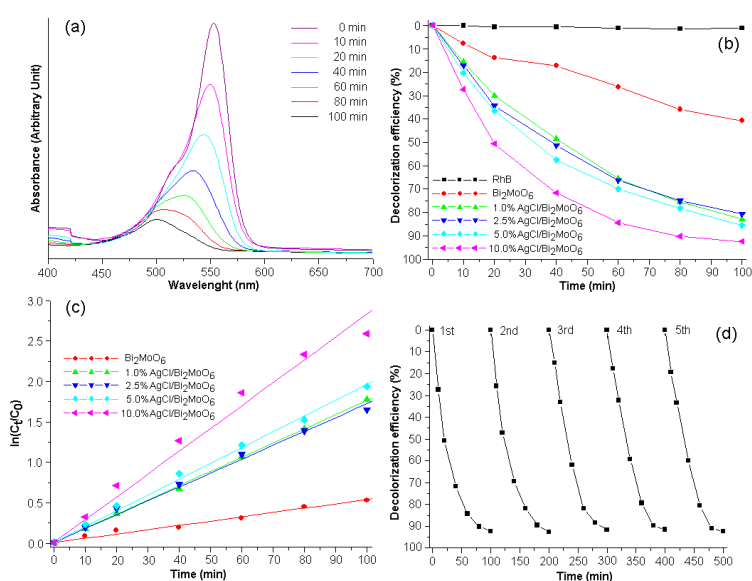 (a)
0 min
10 min
20 min
40 min
60 min
80 min
100 min
Absorbance (Arbitrary Unit)
400 450 500 550 600 650 700
Wavelenght (nm)
(b)
Decolorization efficiency (%)
0
10
20
30
40
50
60
70
80
90
100
RhB
Bi2MoO6
1.0% AgCl/Bi2MoO6
2.5% AgCl/Bi2MoO6
5.0% AgCl/Bi2MoO6
10.0% AgCl/Bi2MoO6
0 10 20 30 40 50 60 70 80 90 100
Time (min)
(c)
ln(Ct/C0)
3.0
2.5
2.0
1.5
1.0
0.5
0.0
Bi2MoO6
1.0% AgCl/Bi2MoO6
2.5% AgCl/Bi2MoO6
5.0% AgCl/Bi2MoO6
10.0% AgCl/Bi2MoO6
0 20 40 60 80 100
Time (min)
(d)
1st 2nd 3rd 4th 5th
Decolorization efficiency (%)
0
10
20
30
40
50
60
70
80
90
100
0 50 100 150 200 250 300 350 400 450 500
Time (min)